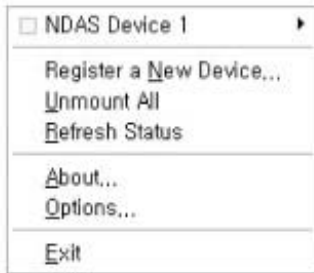 NDAS Device 1
Register a New Device...
Unmount All
Refresh Status
About...
Options...
Exit